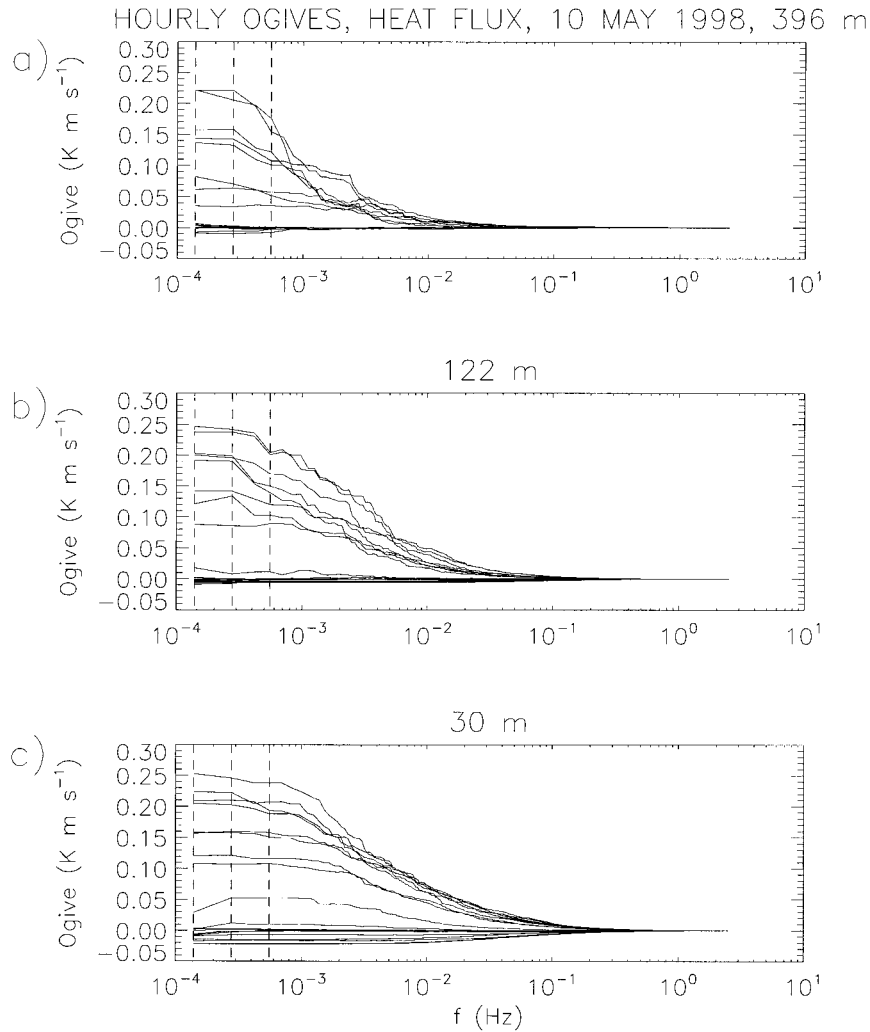 HOURLY OGIVES, HEAT FLUX, 10 MAY 1998, 396 m
a)
Ogive (K m s⁻¹)
0.30
0.25
0.20
0.15
0.10
0.05
0.00
−0.05
10⁻⁴ 10⁻³ 10⁻² 10⁻¹ 10⁰ 10¹
122 m
b)
Ogive (K m s⁻¹)
0.30
0.25
0.20
0.15
0.10
0.05
0.00
−0.05
10⁻⁴ 10⁻³ 10⁻² 10⁻¹ 10⁰ 10¹
30 m
c)
Ogive (K m s⁻¹)
0.30
0.25
0.20
0.15
0.10
0.05
0.00
−0.05
10⁻⁴ 10⁻³ 10⁻² 10⁻¹ 10⁰ 10¹
f (Hz)